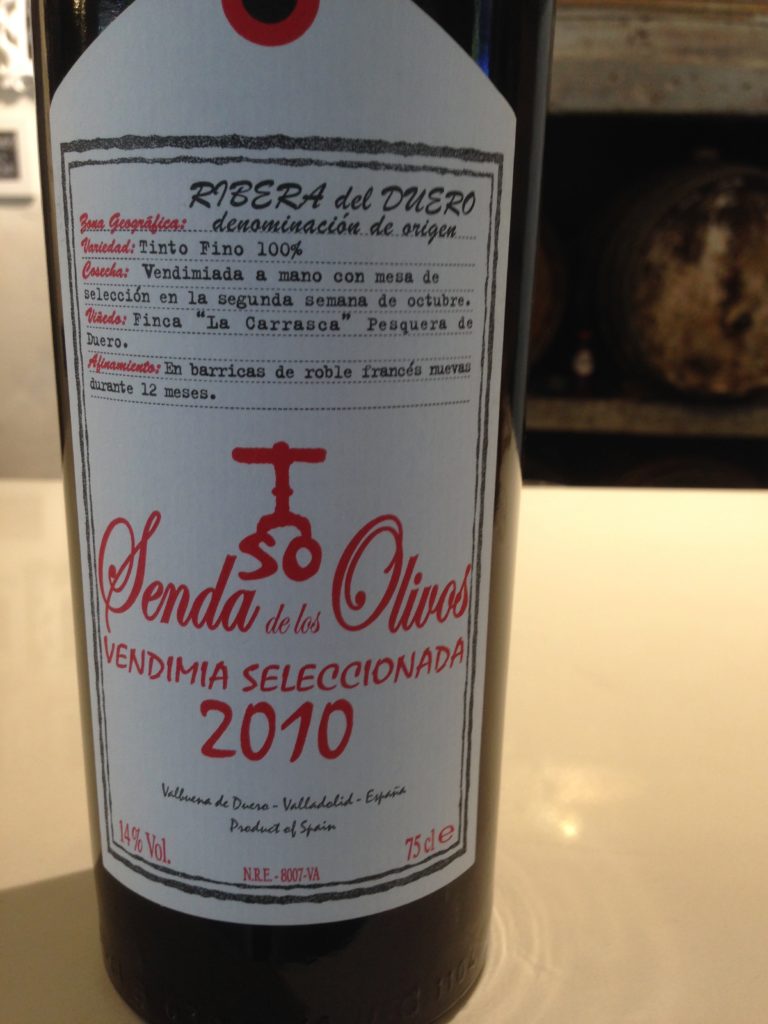 RIBERA del DUERO
Zona Geográfica: denominación de origen
Variedad: Tinto Fino 100%
Cosecha: Vendimiada a mano con mesa de
selección en la segunda semana de octubre.
Viñedo: Finca "La Carrasca" Pesquera de
Duero.
Afinamiento: En barricas de roble francés nuevas
durante 12 meses.
SO
Senda de los Olivos
VENDIMIA SELECCIONADA
2010
Valbuena de Duero - Valladolid - España
Product of Spain
14% Vol.
75 cl e
N.R.E. - 8007-VA